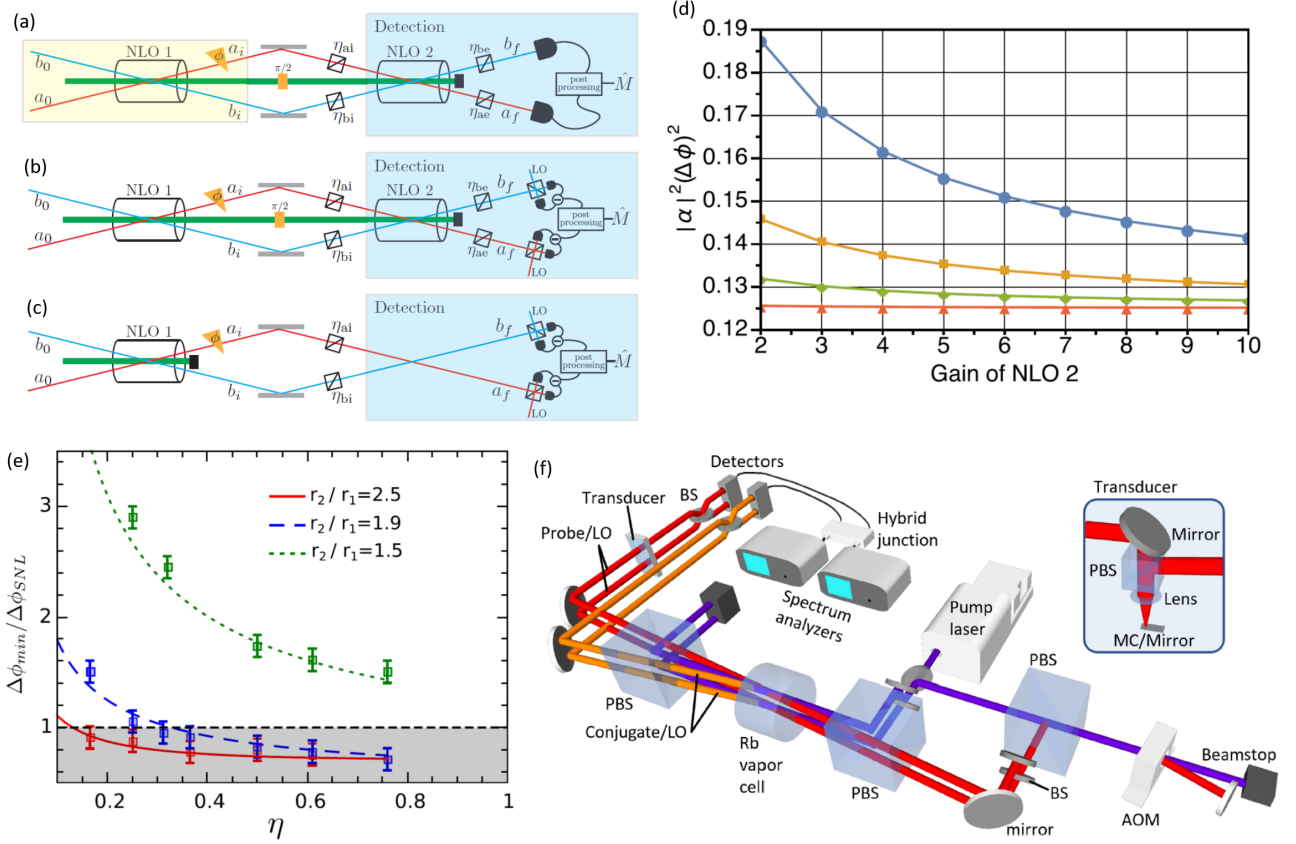 (a)
b₀
a₀
NLO 1
ϕ
aᵢ
bᵢ
π/2
ηai
ηbi
Detection
NLO 2
ηbe
ηae
b_f
a_f
post
processing
M̂
(b)
b₀
a₀
NLO 1
ϕ
aᵢ
bᵢ
π/2
ηai
ηbi
Detection
NLO 2
ηbe
ηae
b_f
a_f
LO
LO
post
processing
M̂
(c)
b₀
a₀
NLO 1
ϕ
aᵢ
bᵢ
ηai
ηbi
Detection
b_f
a_f
LO
LO
post
processing
M̂
(d)
|α|²(Δϕ)²
0.19
0.18
0.17
0.16
0.15
0.14
0.13
0.12
2 3 4 5 6 7 8 9 10
Gain of NLO 2
(e)
Δϕmin/ΔϕSNL
3
2
1
r₂ / r₁=2.5
r₂ / r₁=1.9
r₂ / r₁=1.5
0.2 0.4 0.6 0.8 1
η
(f)
Detectors
Transducer
BS
Probe/LO
Hybrid
junction
Spectrum
analyzers
Pump
laser
PBS
Conjugate/LO
Rb
vapor
cell
PBS
PBS
BS
mirror
AOM
Beamstop
Transducer
Mirror
PBS
Lens
MC/Mirror